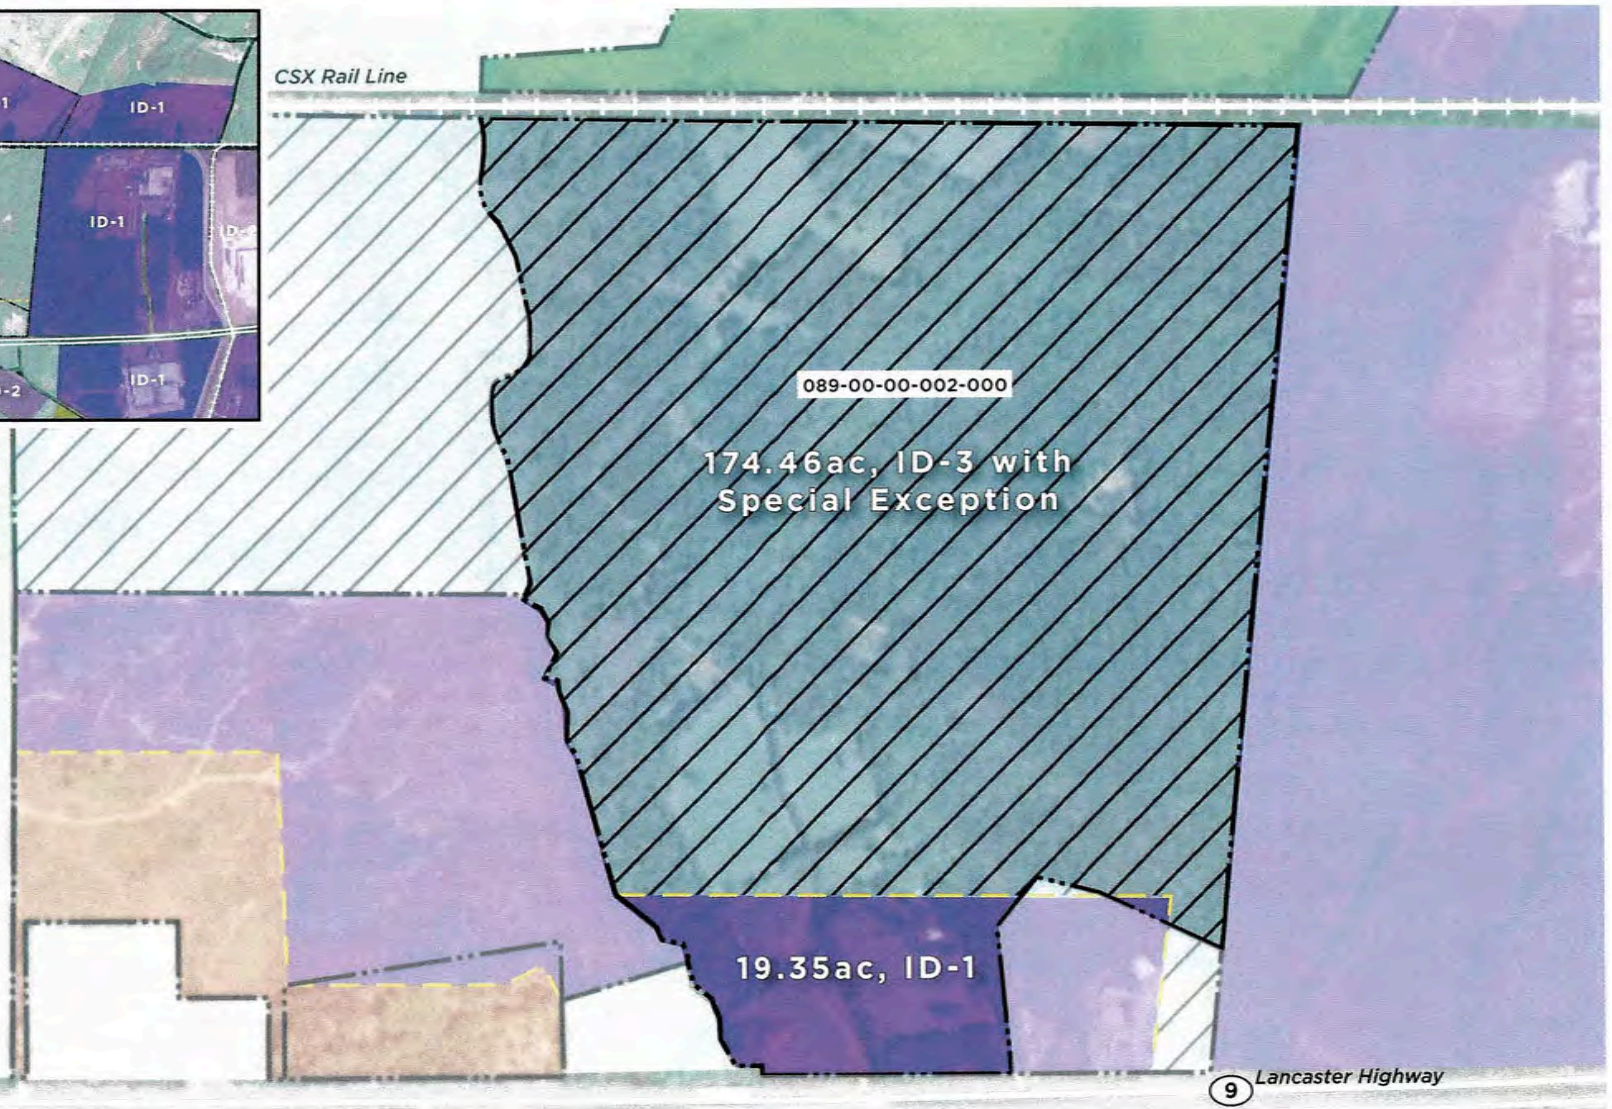 CSX Rail Line
ID-1
ID-1
ID-1
-2
089-00-00-002-000
174.46ac, ID-3 with
Special Exception
19.35ac, ID-1
9 Lancaster Highway